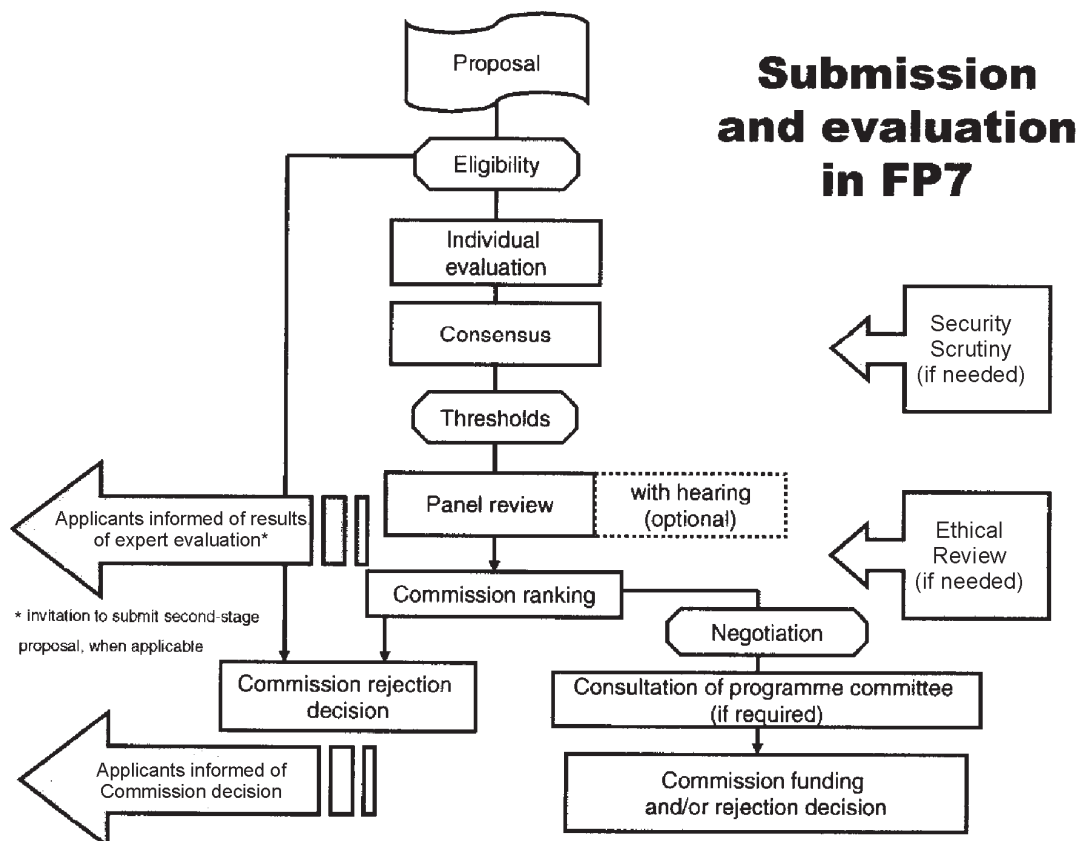 Submission
and evaluation
in FP7
Proposal
Eligibility
Individual
evaluation
Consensus
Thresholds
Panel review
with hearing
(optional)
Security
Scrutiny
(if needed)
Ethical
Review
(if needed)
Applicants informed of results
of expert evaluation*
* invitation to submit second-stage
proposal, when applicable
Commission ranking
Negotiation
Commission rejection
decision
Consultation of programme committee
(if required)
Applicants informed of
Commission decision
Commission funding
and/or rejection decision